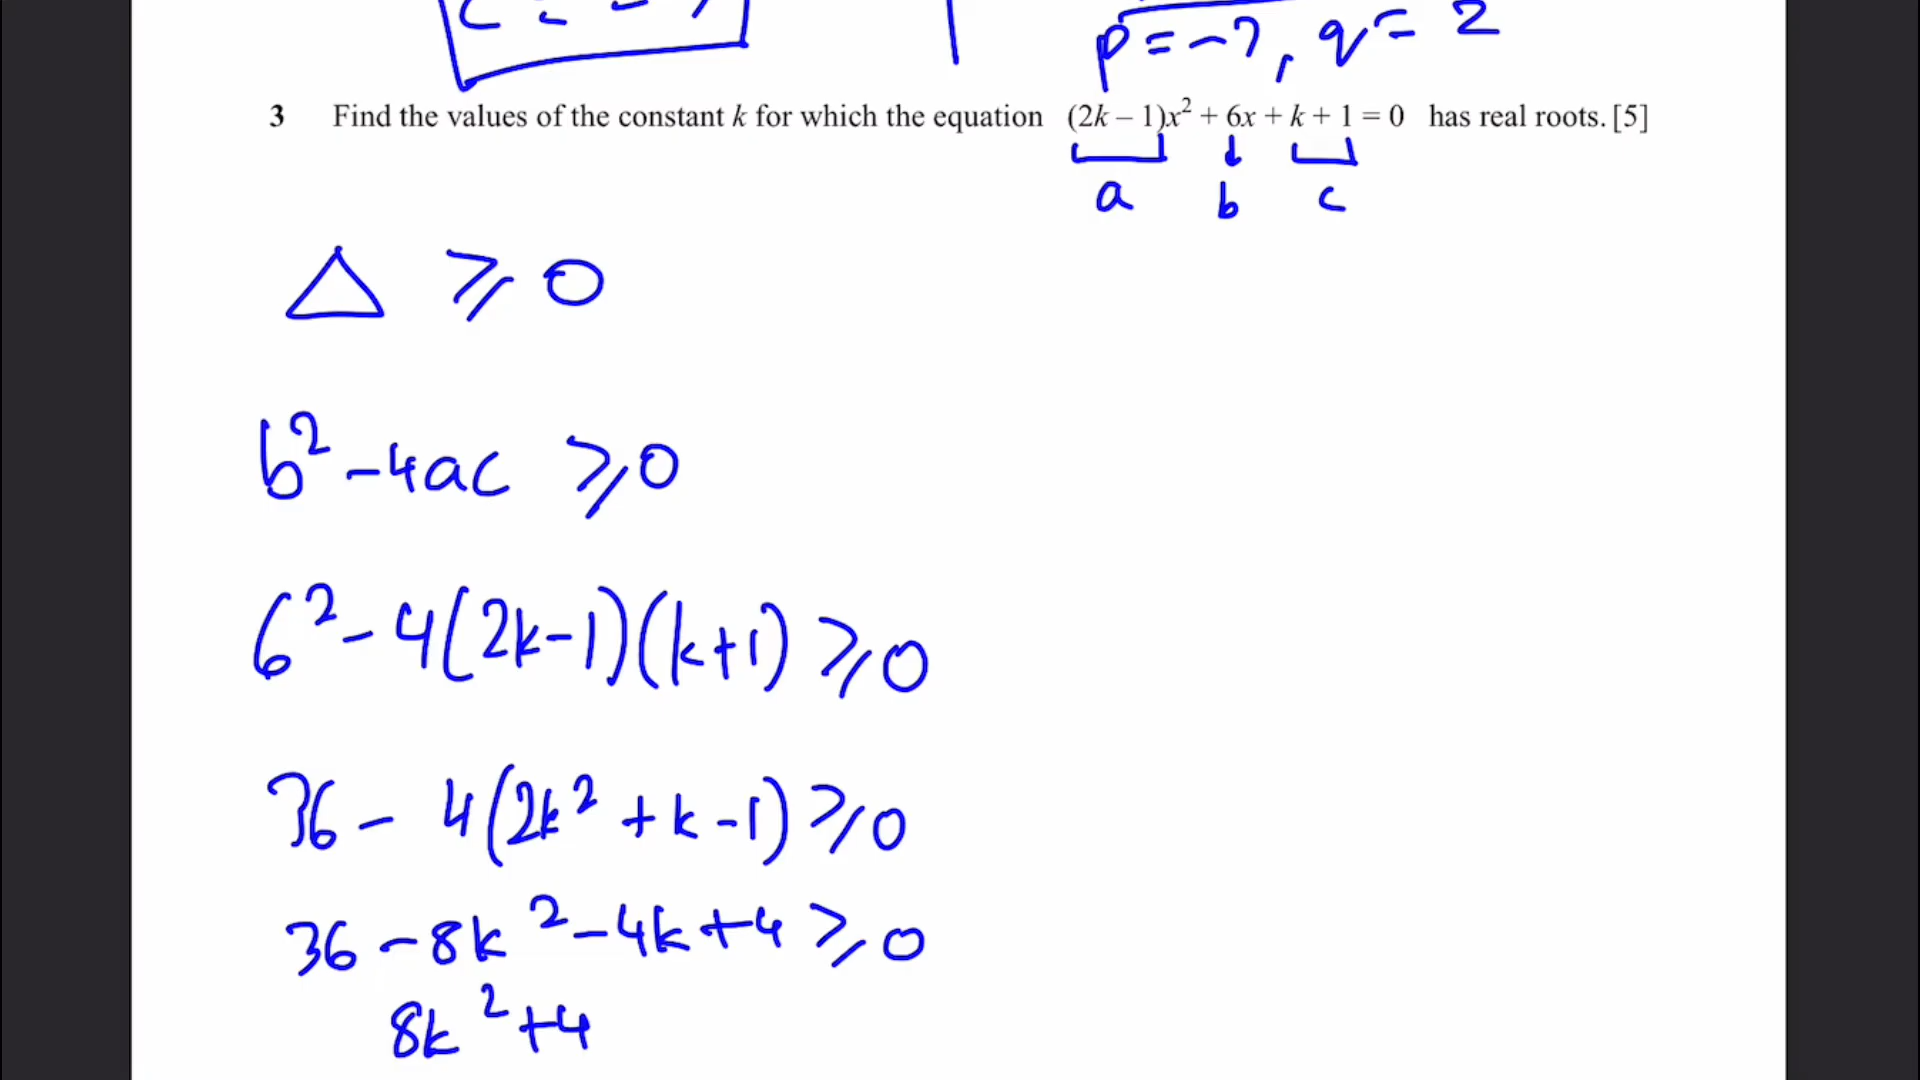 p = -7, q = 2
3 Find the values of the constant k for which the equation (2k – 1)x² + 6x + k + 1 = 0 has real roots. [5]
a b c
△ ⩾ 0
b² - 4ac ⩾ 0
6² - 4(2k-1)(k+1) ⩾ 0
36 - 4(2k² + k - 1) ⩾ 0
36 - 8k² - 4k + 4 ⩾ 0
8k² + 4